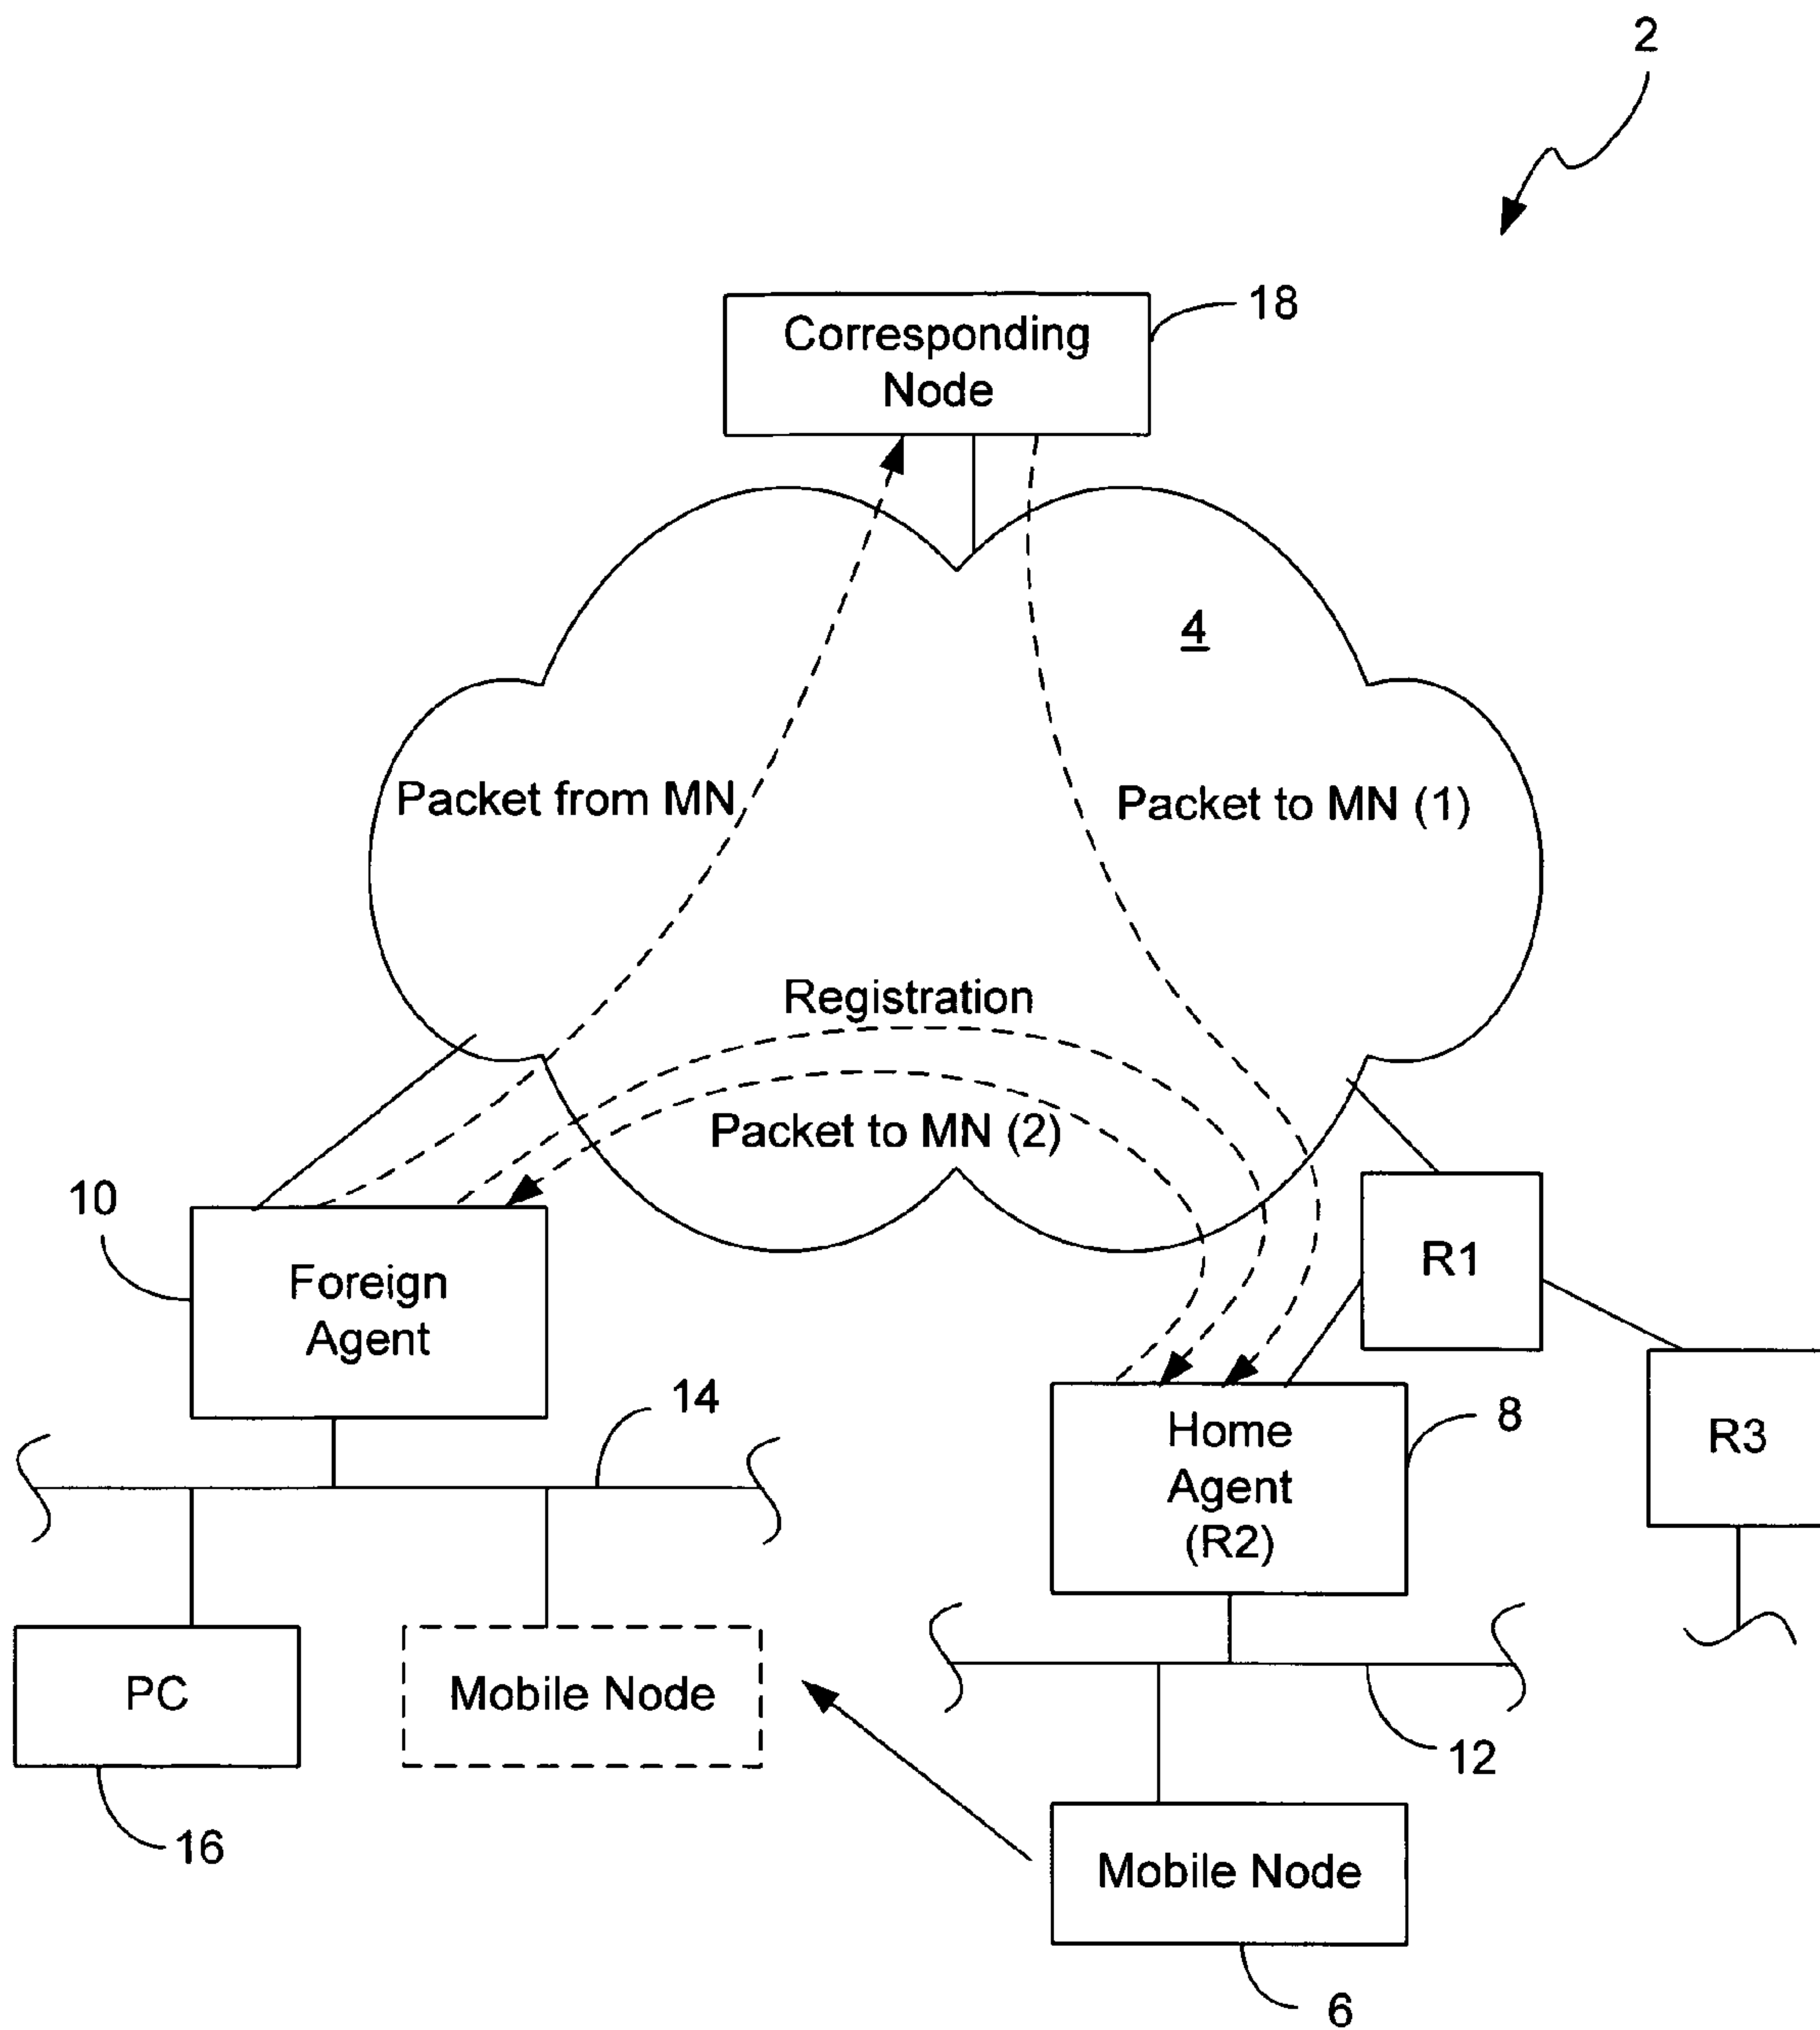 2
18
Corresponding
Node
4
Packet from MN
Packet to MN (1)
Registration
Packet to MN (2)
10
Foreign
Agent
R1
R3
14
Home
Agent
(R2)
8
PC
Mobile Node
12
16
Mobile Node
6